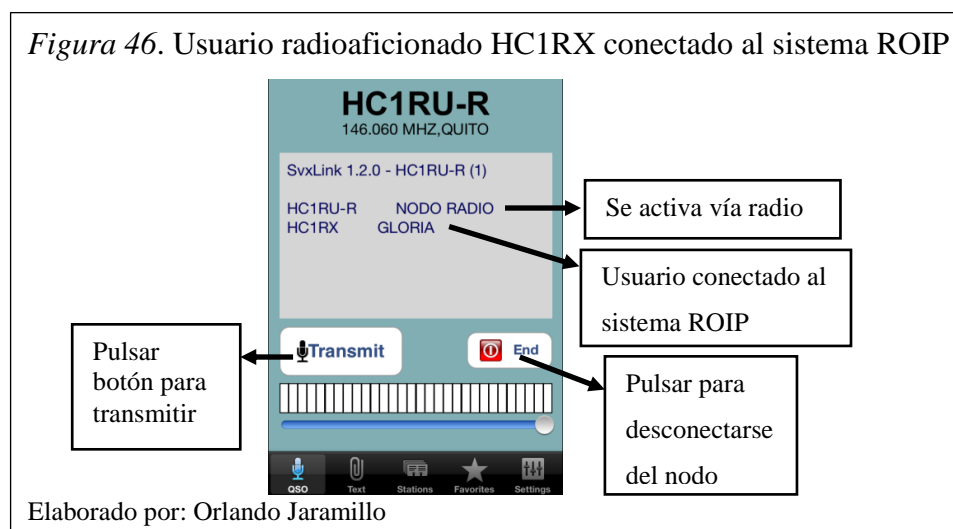 Figura 46. Usuario radioaficionado HC1RX conectado al sistema ROIP
HC1RU-R
146.060 MHZ,QUITO
SvxLink 1.2.0 - HC1RU-R (1)
HC1RU-R NODO RADIO
HC1RX GLORIA
Se activa vía radio
Usuario conectado al
sistema ROIP
Pulsar
botón para
transmitir
Transmit
End
Pulsar para
desconectarse
del nodo
QSO Text Stations Favorites Settings
Elaborado por: Orlando Jaramillo